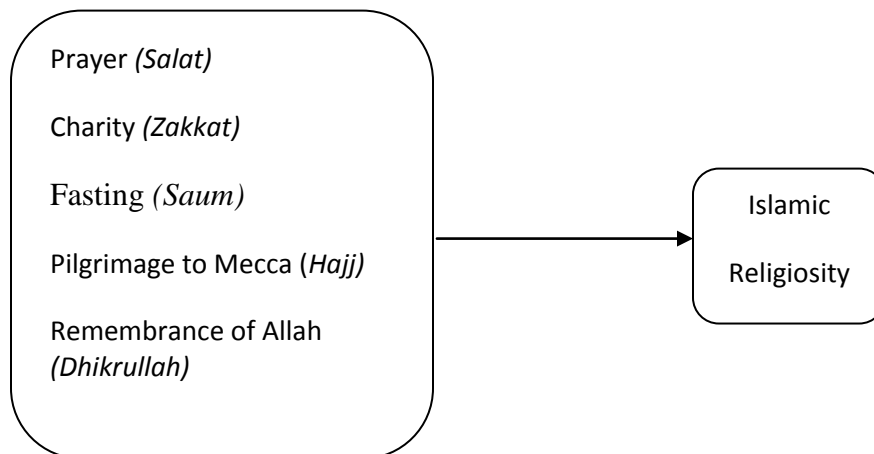 Prayer (Salat)
Charity (Zakkat)
Fasting (Saum)
Pilgrimage to Mecca (Hajj)
Remembrance of Allah
(Dhikrullah)
Islamic
Religiosity